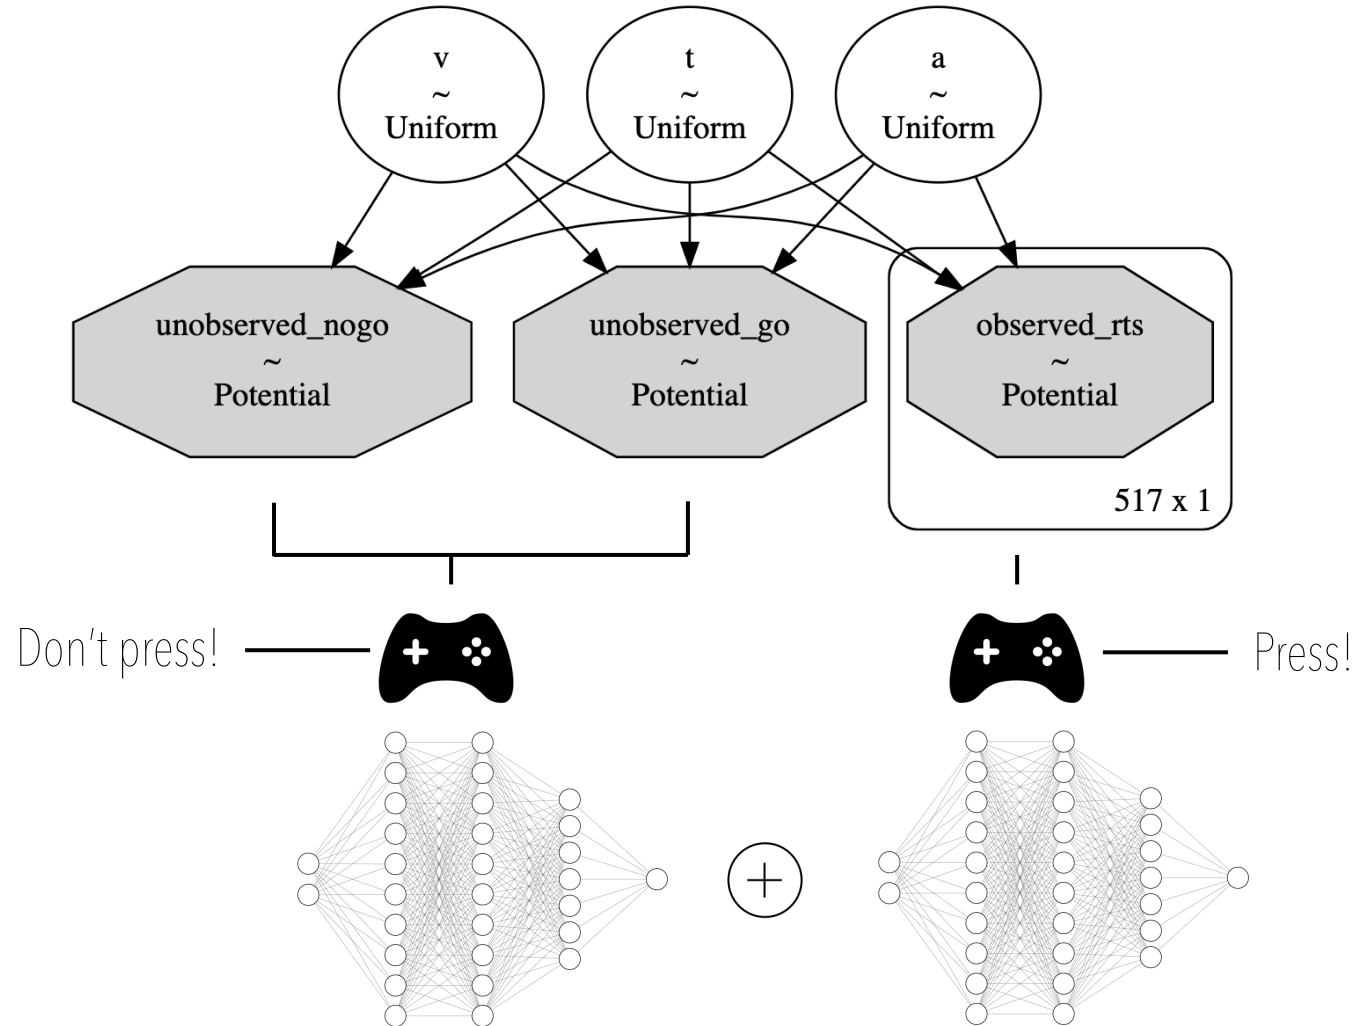 v
~
Uniform
t
~
Uniform
a
~
Uniform
unobserved_nogo
~
Potential
unobserved_go
~
Potential
observed_rts
~
Potential
517 x 1
Don't press!
Press!